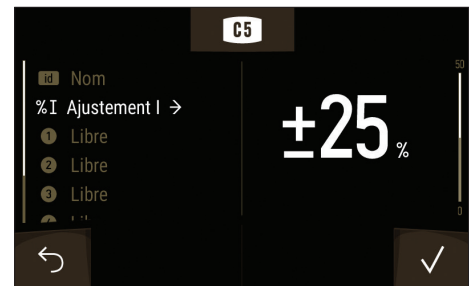 C5
id Nom
%I Ajustement I →
1 Libre
2 Libre
3 Libre
±25 %
50
0